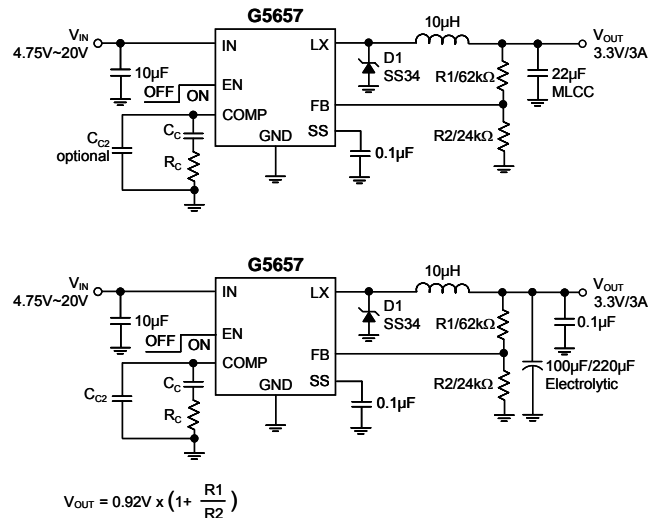 G5657
VIN
4.75V~20V
10μF
OFF
ON
IN
EN
COMP
GND
LX
FB
SS
CC2
optional
CC
RC
D1
SS34
10μH
R1/62kΩ
R2/24kΩ
0.1μF
22μF
MLCC
VOUT
3.3V/3A
G5657
VIN
4.75V~20V
10μF
OFF
ON
IN
EN
COMP
GND
LX
FB
SS
CC2
CC
RC
D1
SS34
10μH
R1/62kΩ
R2/24kΩ
0.1μF
100μF/220μF
Electrolytic
0.1μF
VOUT
3.3V/3A
VOUT = 0.92V x (1+ R1/R2)